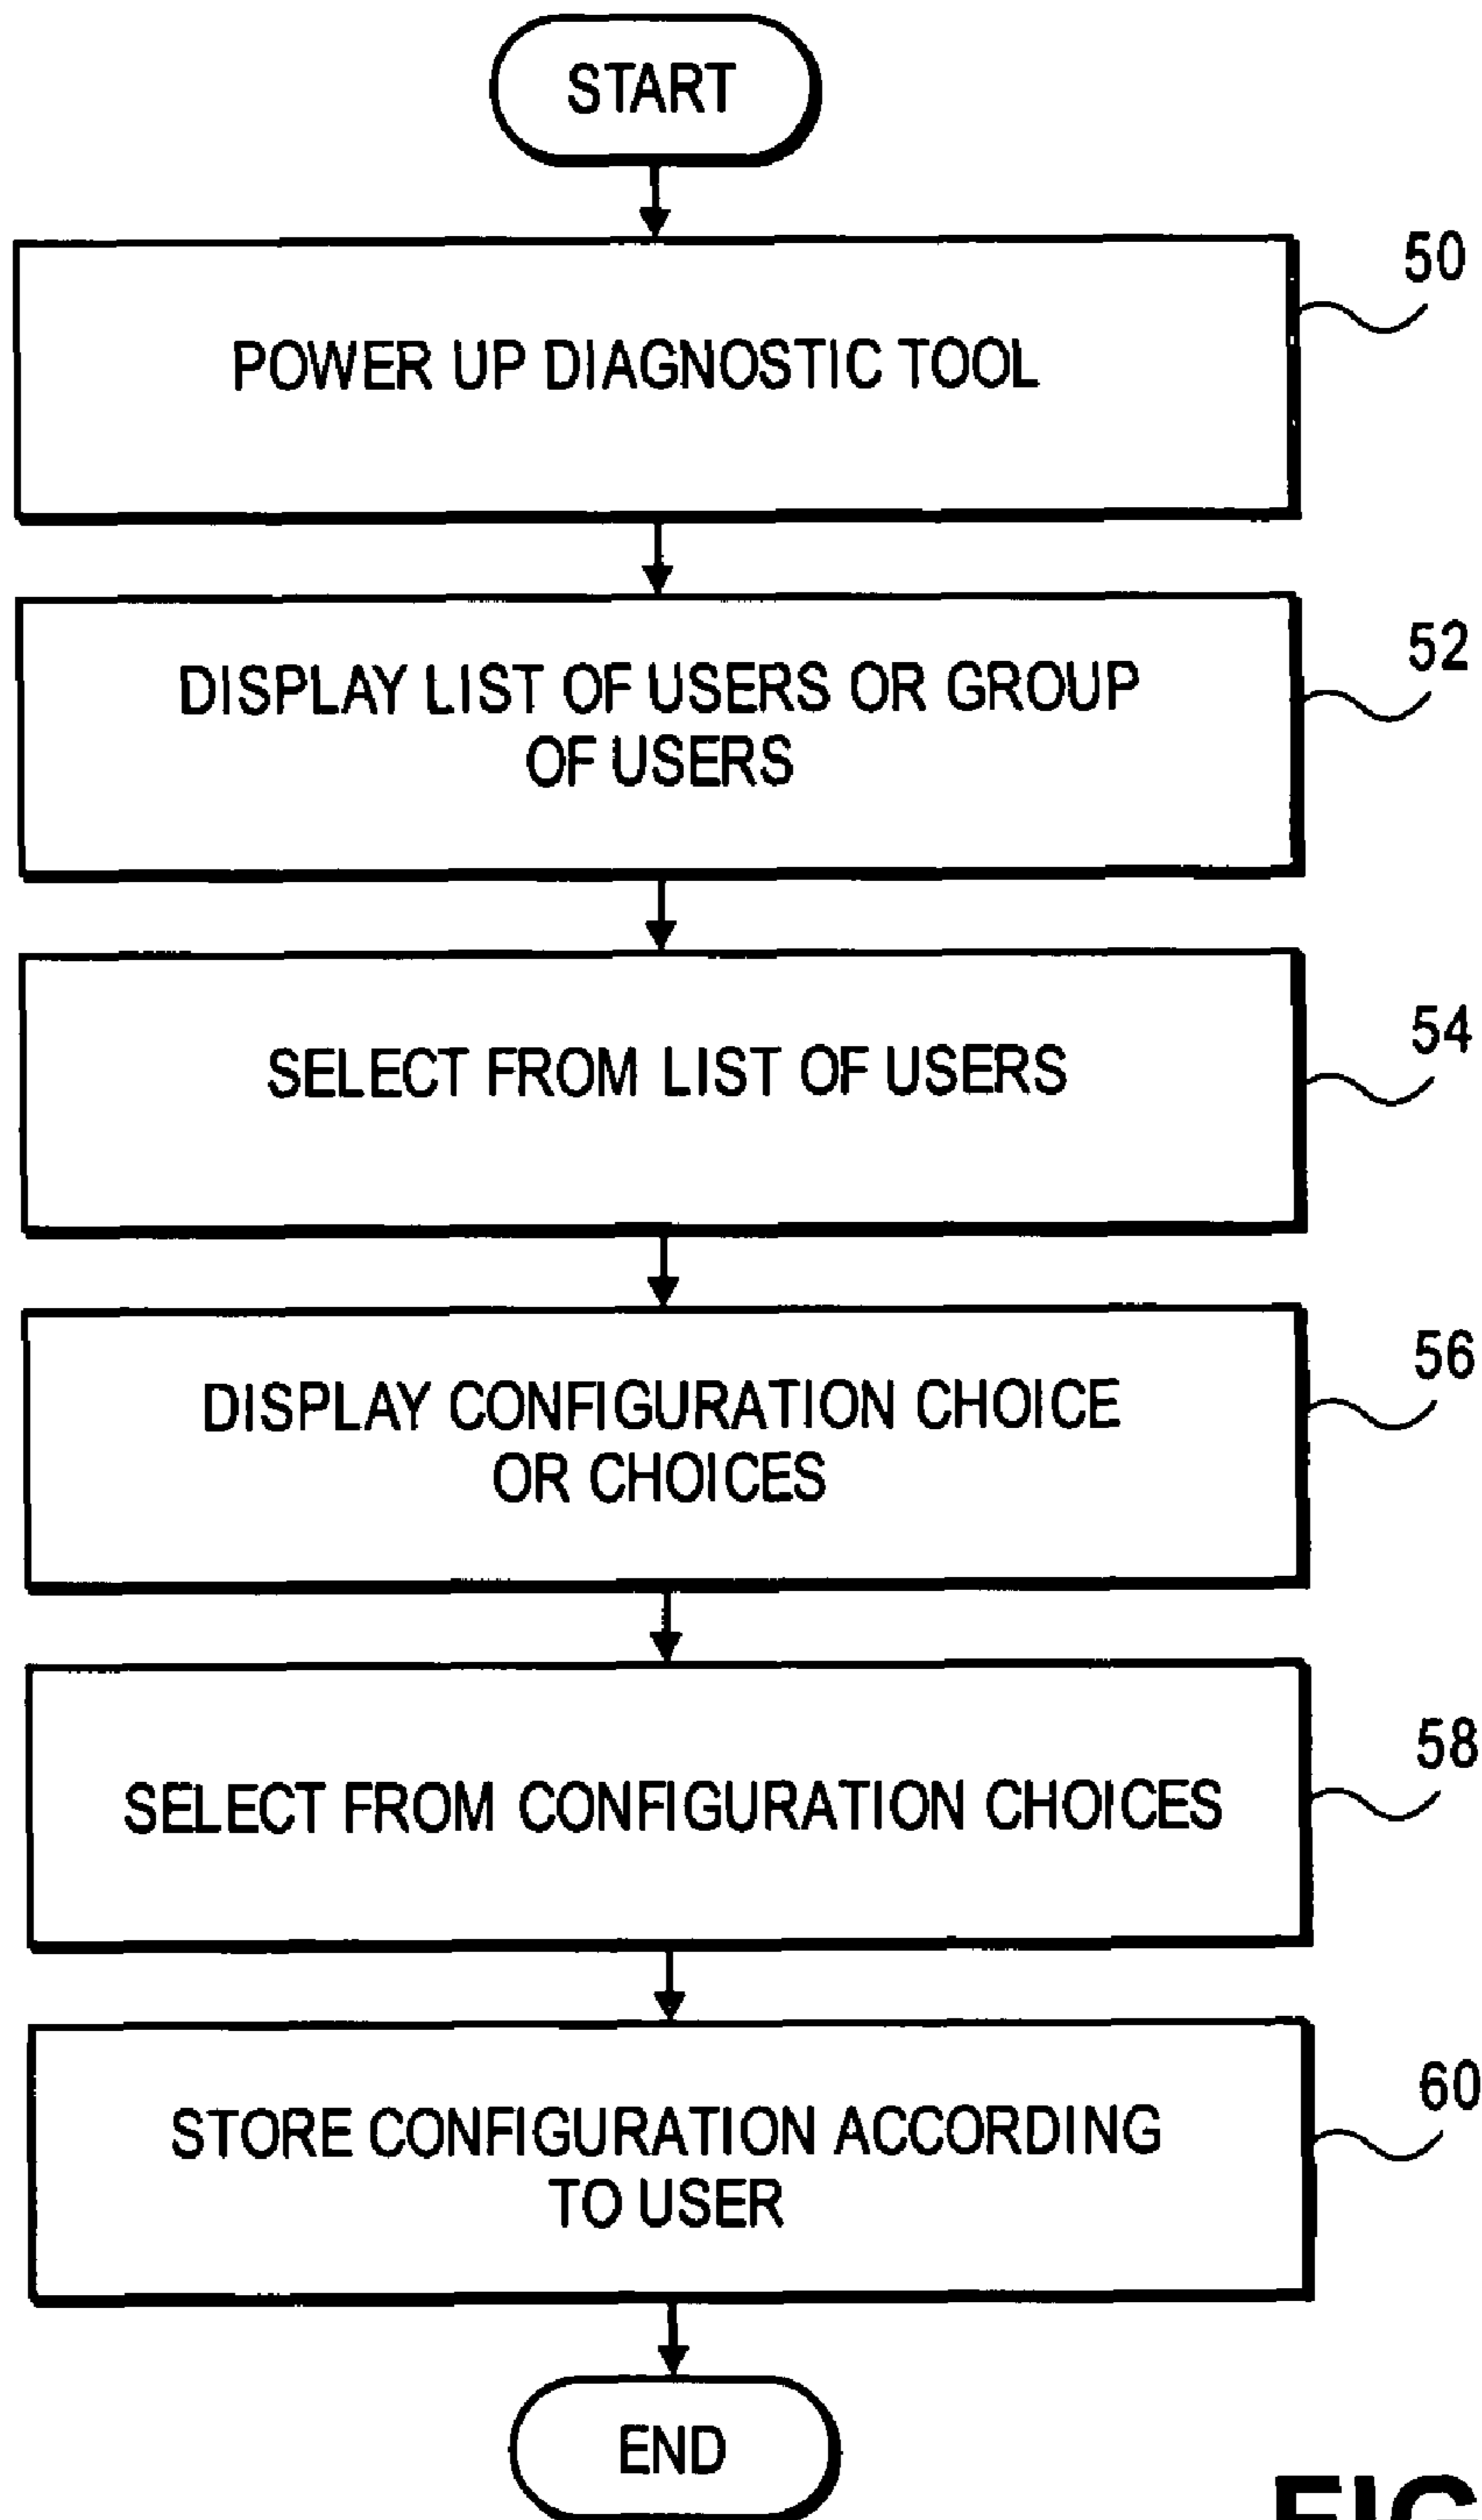 START
50
POWER UP DIAGNOSTIC TOOL
52
DISPLAY LIST OF USERS OR GROUP
OF USERS
54
SELECT FROM LIST OF USERS
56
DISPLAY CONFIGURATION CHOICE
OR CHOICES
58
SELECT FROM CONFIGURATION CHOICES
60
STORE CONFIGURATION ACCORDING
TO USER
END